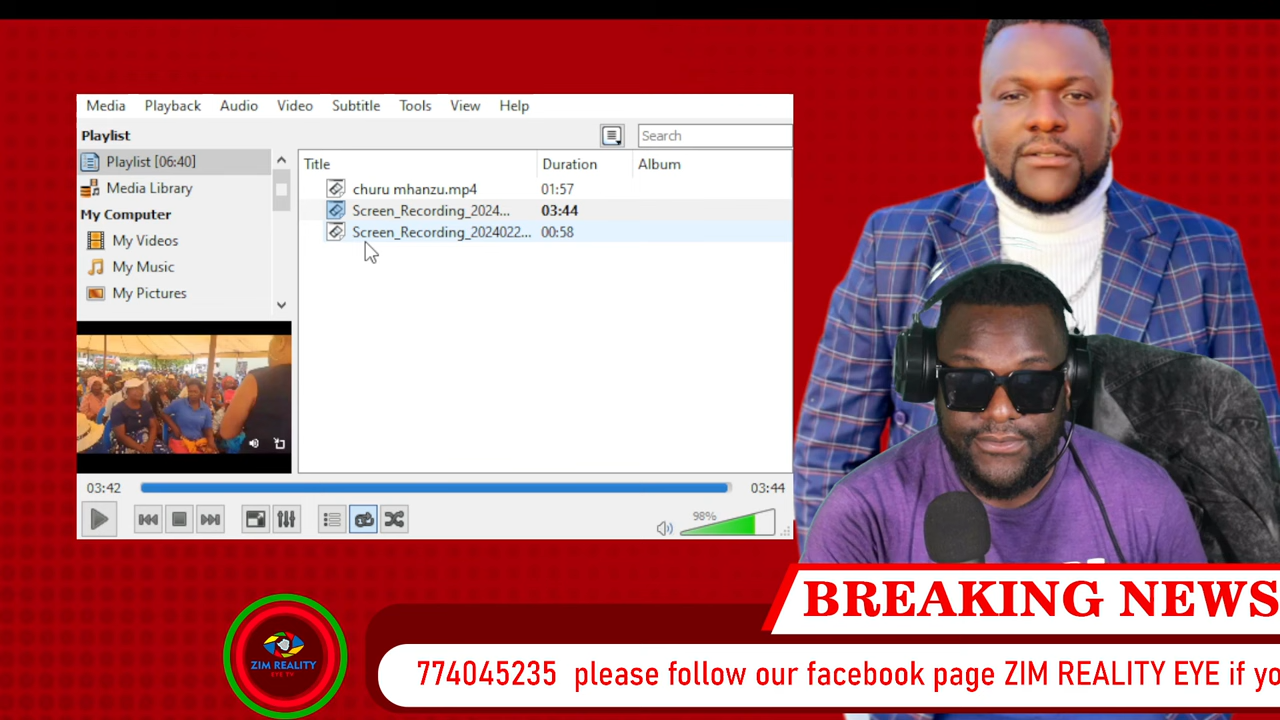 Media Playback Audio Video Subtitle Tools View Help
Playlist
Search
Playlist [06:40]
Media Library
My Computer
My Videos
My Music
My Pictures
Title Duration Album
churu mhanzu.mp4 01:57
Screen_Recording_2024... 03:44
Screen_Recording_2024022... 00:58
03:42 03:44
98%
BREAKING NEWS
ZIM REALITY
EYE TV
774045235 please follow our facebook page ZIM REALITY EYE if yo